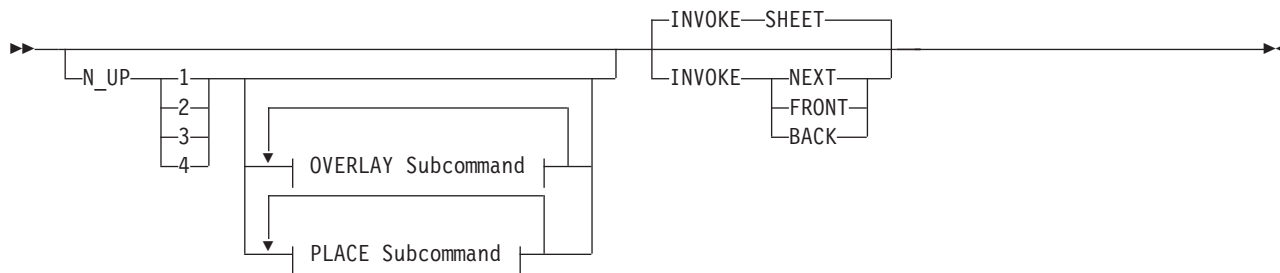 INVOKE SHEET
N_UP 1 INVOKE NEXT
2 FRONT
3 BACK
4 OVERLAY Subcommand
PLACE Subcommand